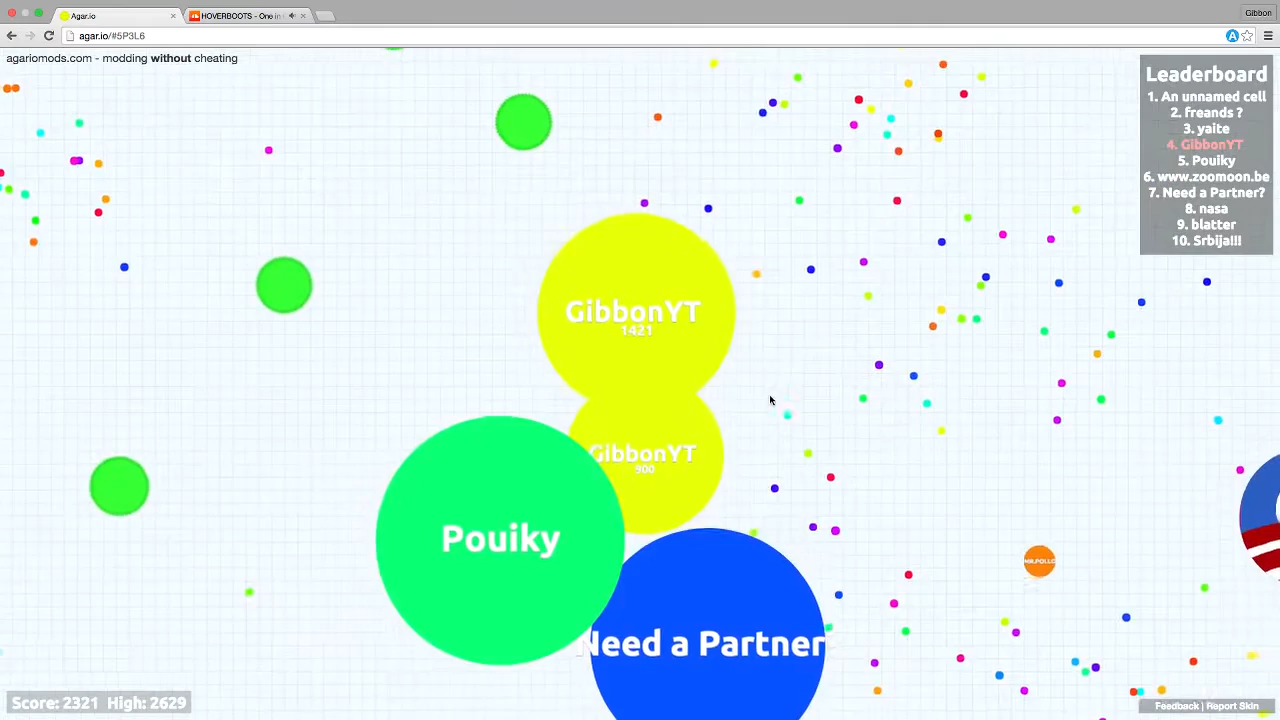 Agar.io
HOVERBOOTS - One in
Gibbon
agar.io/#5P3L6
agariomods.com - modding without cheating
Leaderboard
1. An unnamed cell
2. freands ?
3. yaite
4. GibbonYT
5. Pouiky
6. www.zoomoon.be
7. Need a Partner?
8. nasa
9. blatter
10. Srbija!!!
GibbonYT
1421
GibbonYT
900
Pouiky
MR.POLLO
Need a Partner
Score: 2321 High: 2629
Feedback | Report Skin